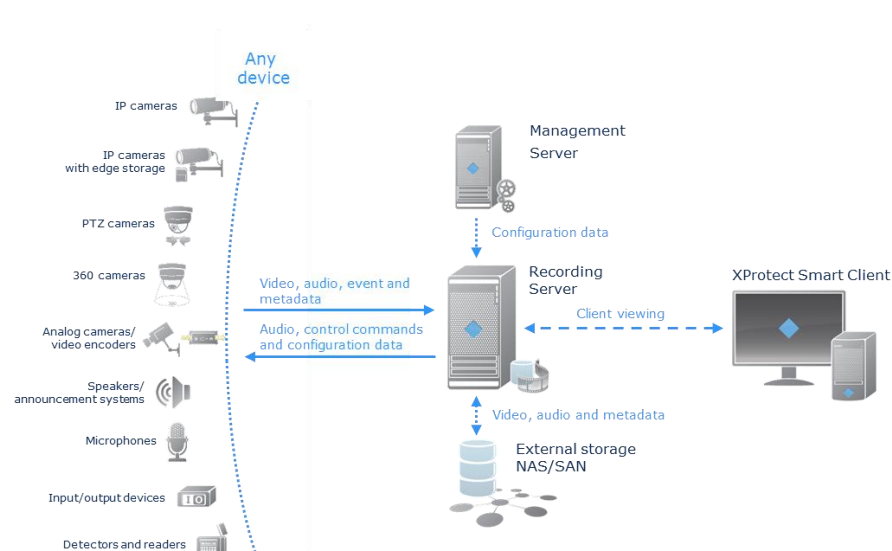 Any
device
IP cameras
IP cameras
with edge storage
PTZ cameras
360 cameras
Analog cameras/
video encoders
Speakers/
announcement systems
Microphones
Input/output devices
Detectors and readers
Video, audio, event and
metadata
Audio, control commands
and configuration data
Management
Server
Configuration data
Recording
Server
Client viewing
XProtect Smart Client
Video, audio and metadata
External storage
NAS/SAN